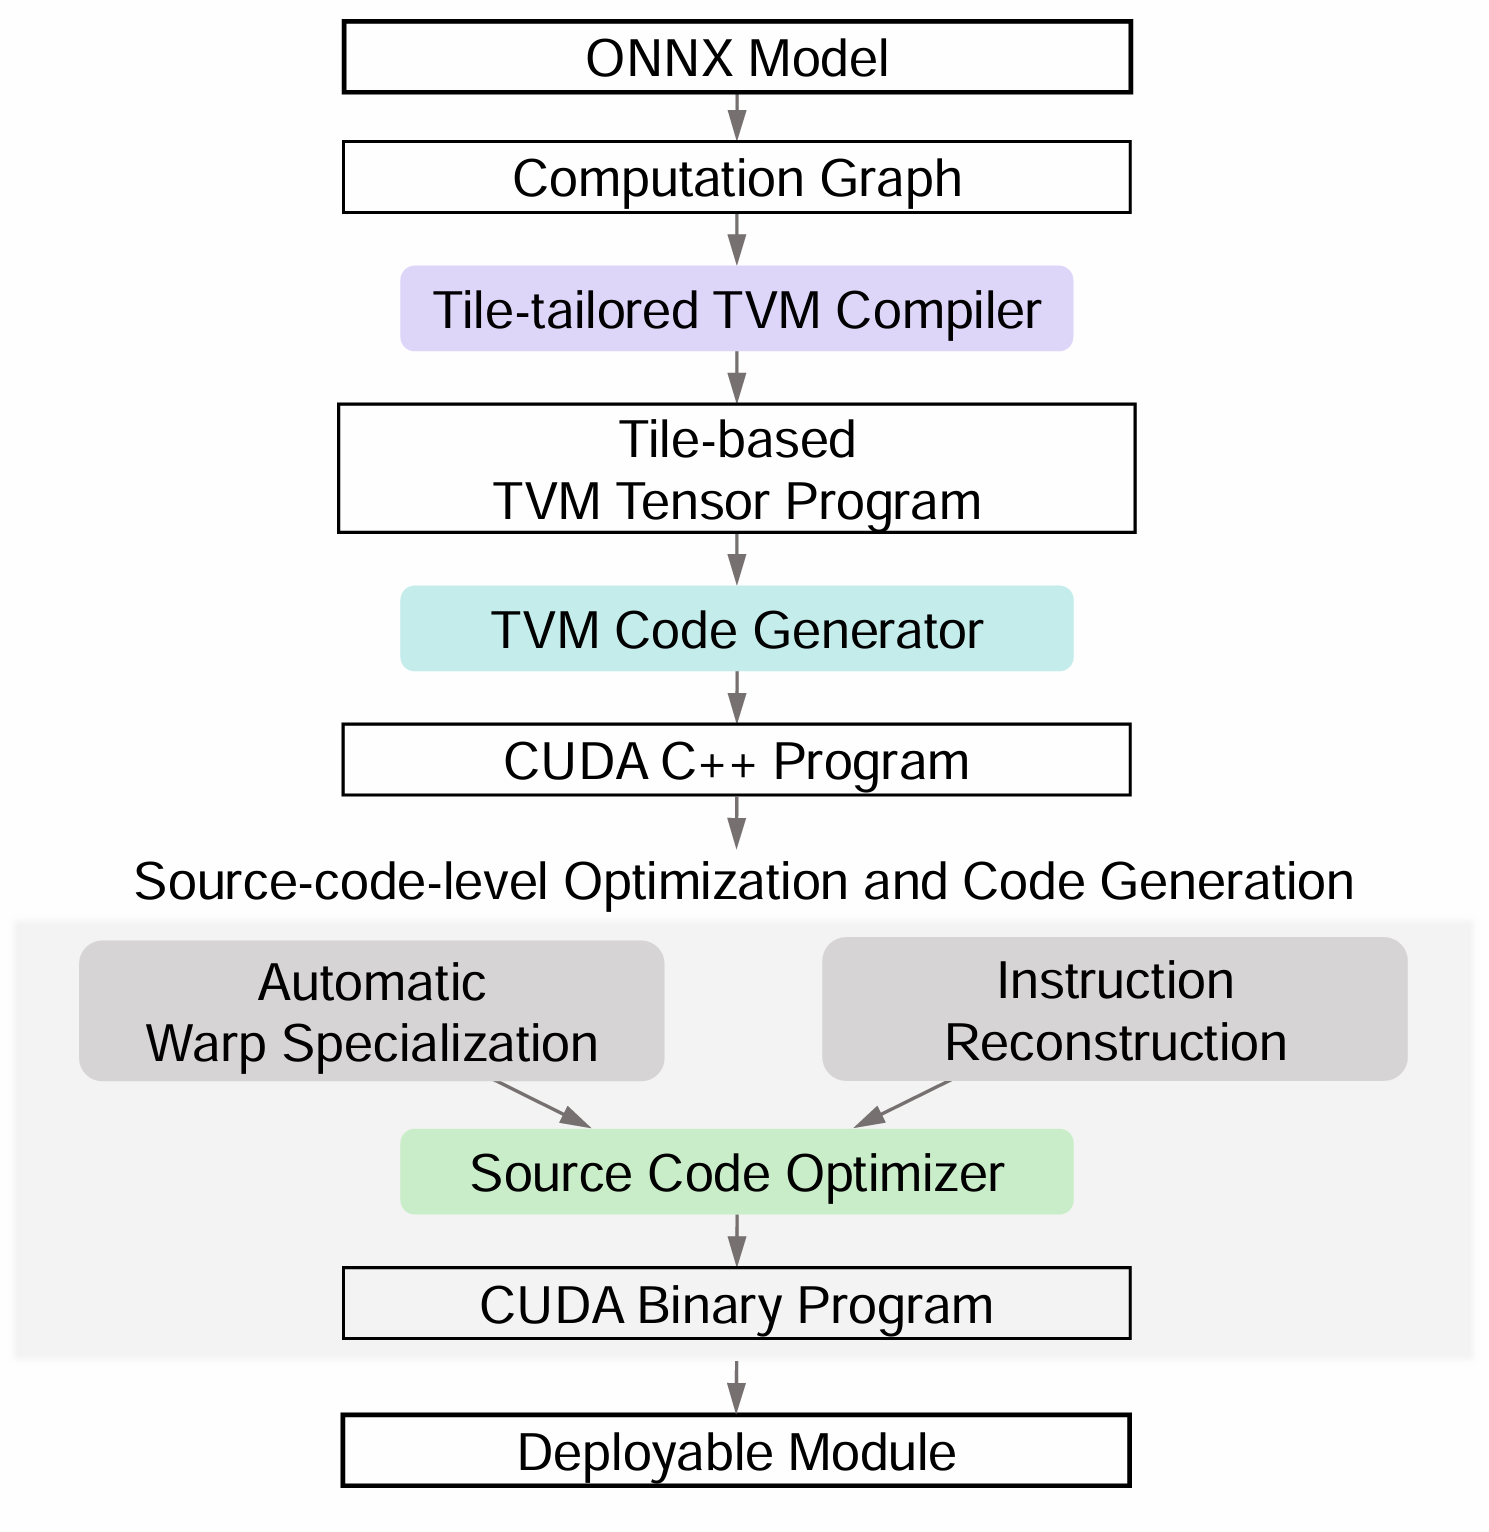 ONNX Model
Computation Graph
Tile-tailored TVM Compiler
Tile-based
TVM Tensor Program
TVM Code Generator
CUDA C++ Program
Source-code-level Optimization and Code Generation
Automatic
Warp Specialization
Instruction
Reconstruction
Source Code Optimizer
CUDA Binary Program
Deployable Module